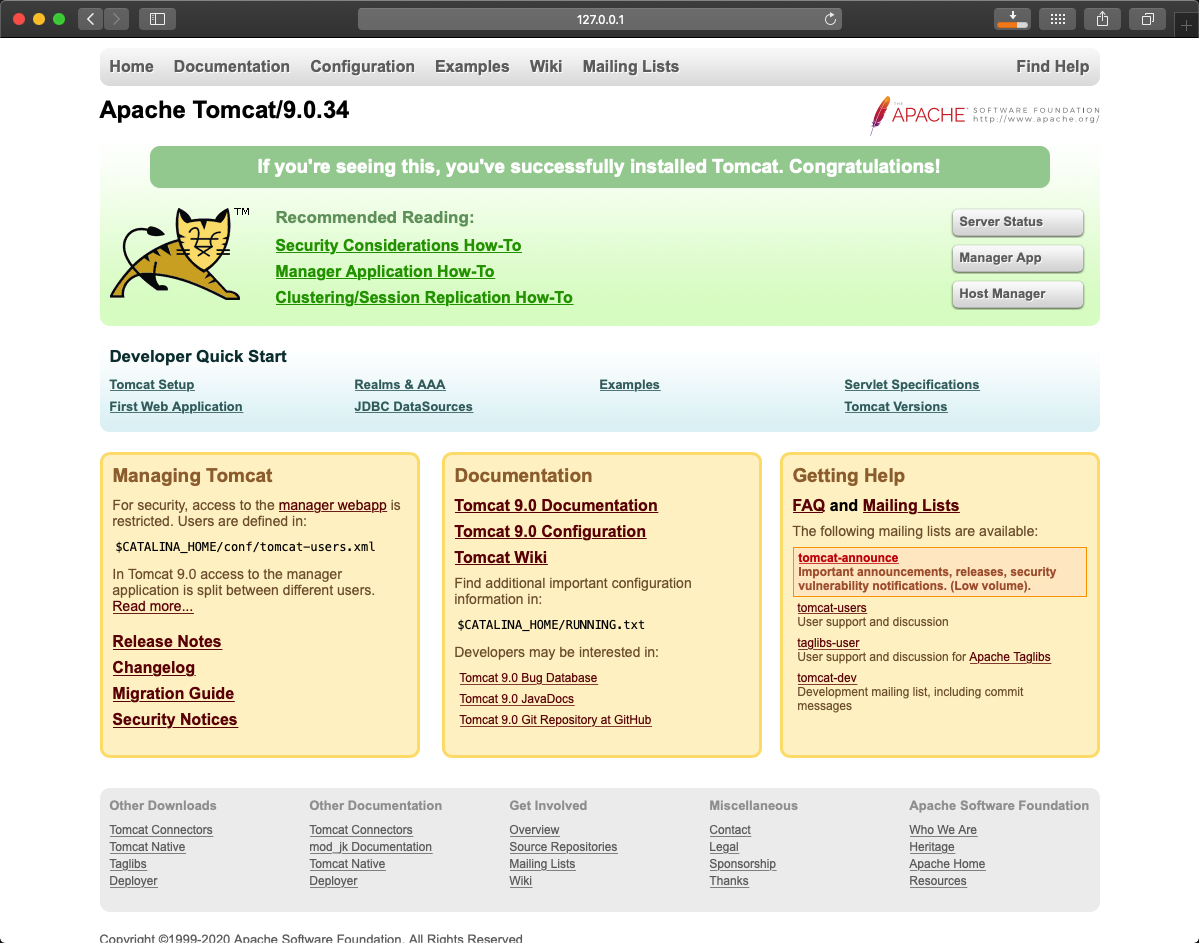 127.0.0.1
Home Documentation Configuration Examples Wiki Mailing Lists Find Help
Apache Tomcat/9.0.34
THE APACHE® SOFTWARE FOUNDATION
http://www.apache.org/
If you're seeing this, you've successfully installed Tomcat. Congratulations!
TM
Recommended Reading:
Security Considerations How-To
Manager Application How-To
Clustering/Session Replication How-To
Server Status
Manager App
Host Manager
Developer Quick Start
Tomcat Setup
First Web Application
Realms & AAA
JDBC DataSources
Examples
Servlet Specifications
Tomcat Versions
Managing Tomcat
For security, access to the manager webapp is
restricted. Users are defined in:
$CATALINA_HOME/conf/tomcat-users.xml
In Tomcat 9.0 access to the manager
application is split between different users.
Read more...
Release Notes
Changelog
Migration Guide
Security Notices
Documentation
Tomcat 9.0 Documentation
Tomcat 9.0 Configuration
Tomcat Wiki
Find additional important configuration
information in:
$CATALINA_HOME/RUNNING.txt
Developers may be interested in:
Tomcat 9.0 Bug Database
Tomcat 9.0 JavaDocs
Tomcat 9.0 Git Repository at GitHub
Getting Help
FAQ and Mailing Lists
The following mailing lists are available:
tomcat-announce
Important announcements, releases, security
vulnerability notifications. (Low volume).
tomcat-users
User support and discussion
taglibs-user
User support and discussion for Apache Taglibs
tomcat-dev
Development mailing list, including commit
messages
Other Downloads
Tomcat Connectors
Tomcat Native
Taglibs
Deployer
Other Documentation
Tomcat Connectors
mod_jk Documentation
Tomcat Native
Deployer
Get Involved
Overview
Source Repositories
Mailing Lists
Wiki
Miscellaneous
Contact
Legal
Sponsorship
Thanks
Apache Software Foundation
Who We Are
Heritage
Apache Home
Resources
Copyright ©1999-2020 Apache Software Foundation. All Rights Reserved